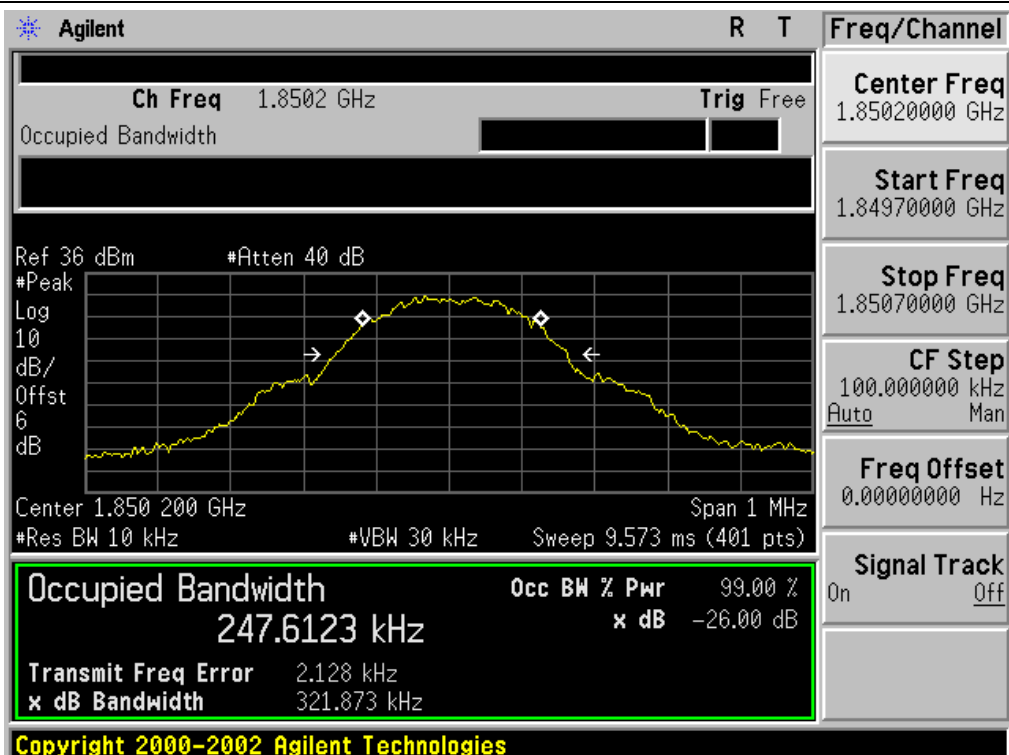 Agilent R T
Ch Freq 1.8502 GHz Trig Free
Occupied Bandwidth
Ref 36 dBm #Atten 40 dB
#Peak
Log
10
dB/
Offst
6
dB
Center 1.850 200 GHz Span 1 MHz
#Res BW 10 kHz #VBW 30 kHz Sweep 9.573 ms (401 pts)
Occupied Bandwidth Occ BW % Pwr 99.00 %
247.6123 kHz x dB -26.00 dB
Transmit Freq Error 2.128 kHz
x dB Bandwidth 321.873 kHz
Copyright 2000-2002 Agilent Technologies
Freq/Channel
Center Freq
1.85020000 GHz
Start Freq
1.84970000 GHz
Stop Freq
1.85070000 GHz
CF Step
100.000000 kHz
Auto Man
Freq Offset
0.00000000 Hz
Signal Track
On Off